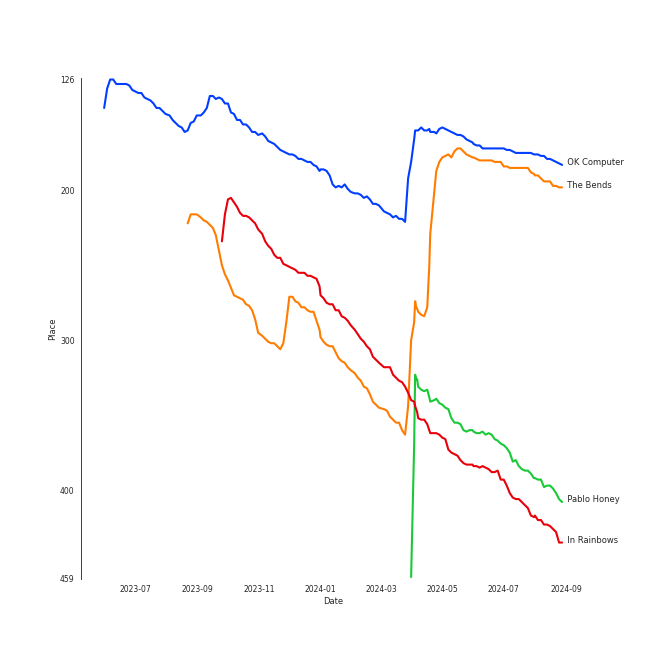 126
200
300
400
459
Place
OK Computer
The Bends
Pablo Honey
In Rainbows
2023-07 2023-09 2023-11 2024-01 2024-03 2024-05 2024-07 2024-09
Date